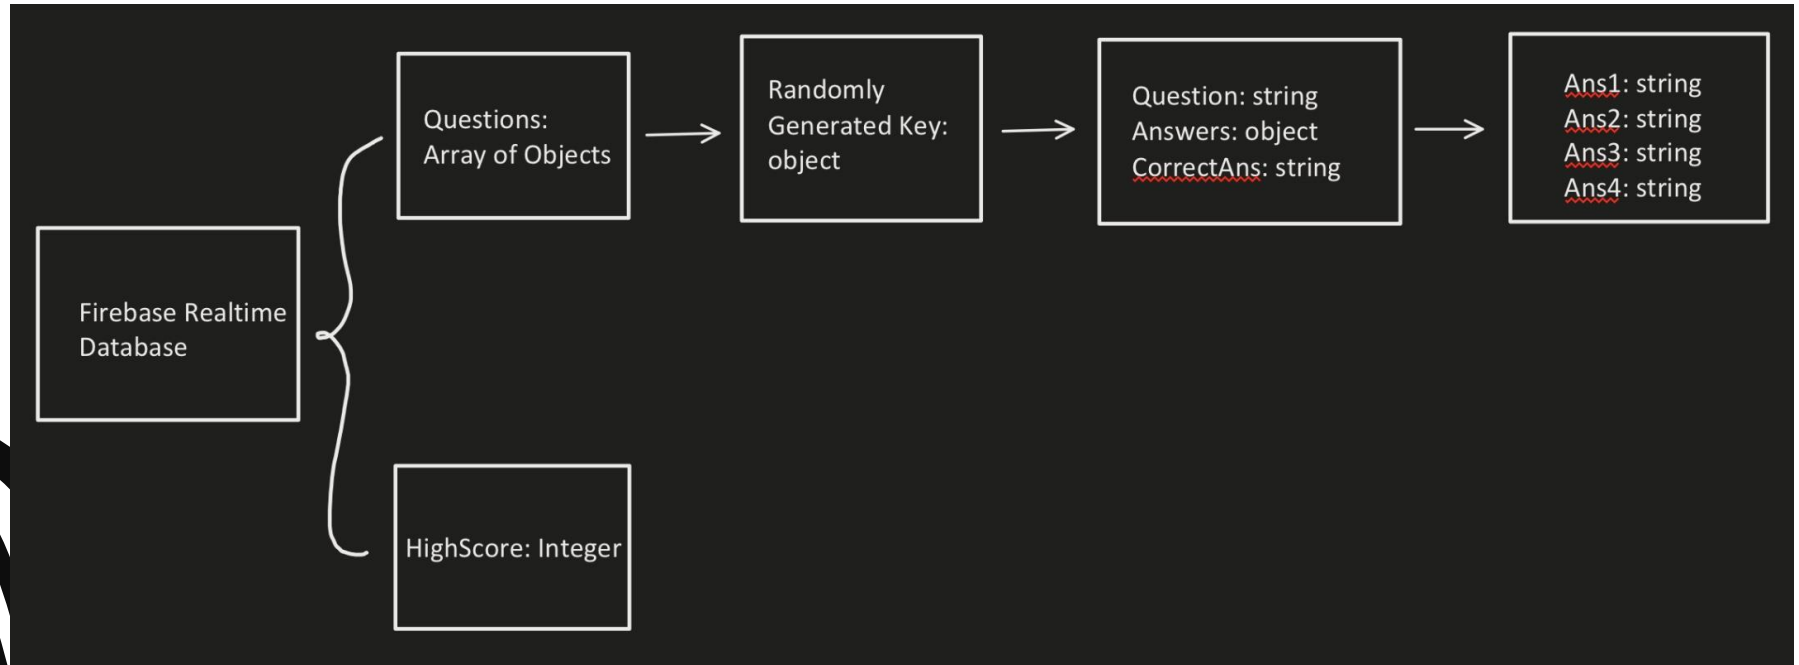 Firebase Realtime
Database
Questions:
Array of Objects
Randomly
Generated Key:
object
Question: string
Answers: object
CorrectAns: string
Ans1: string
Ans2: string
Ans3: string
Ans4: string
HighScore: Integer